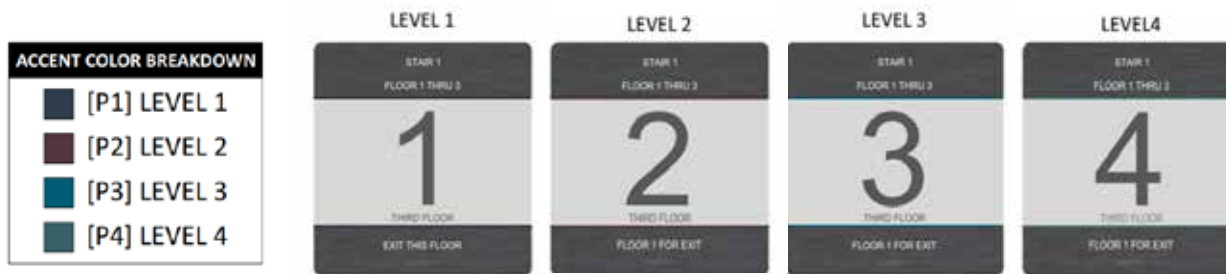 ACCENT COLOR BREAKDOWN
[P1] LEVEL 1
[P2] LEVEL 2
[P3] LEVEL 3
[P4] LEVEL 4
LEVEL 1
STAIR 1
FLOOR 1 THRU 3
1
THIRD FLOOR
EXIT THIS FLOOR
LEVEL 2
STAIR 1
FLOOR 1 THRU 3
2
THIRD FLOOR
FLOOR 1 FOR EXIT
LEVEL 3
STAIR 1
FLOOR 1 THRU 3
3
THIRD FLOOR
FLOOR 1 FOR EXIT
LEVEL4
STAIR 1
FLOOR 1 THRU 3
4
THIRD FLOOR
FLOOR 1 FOR EXIT